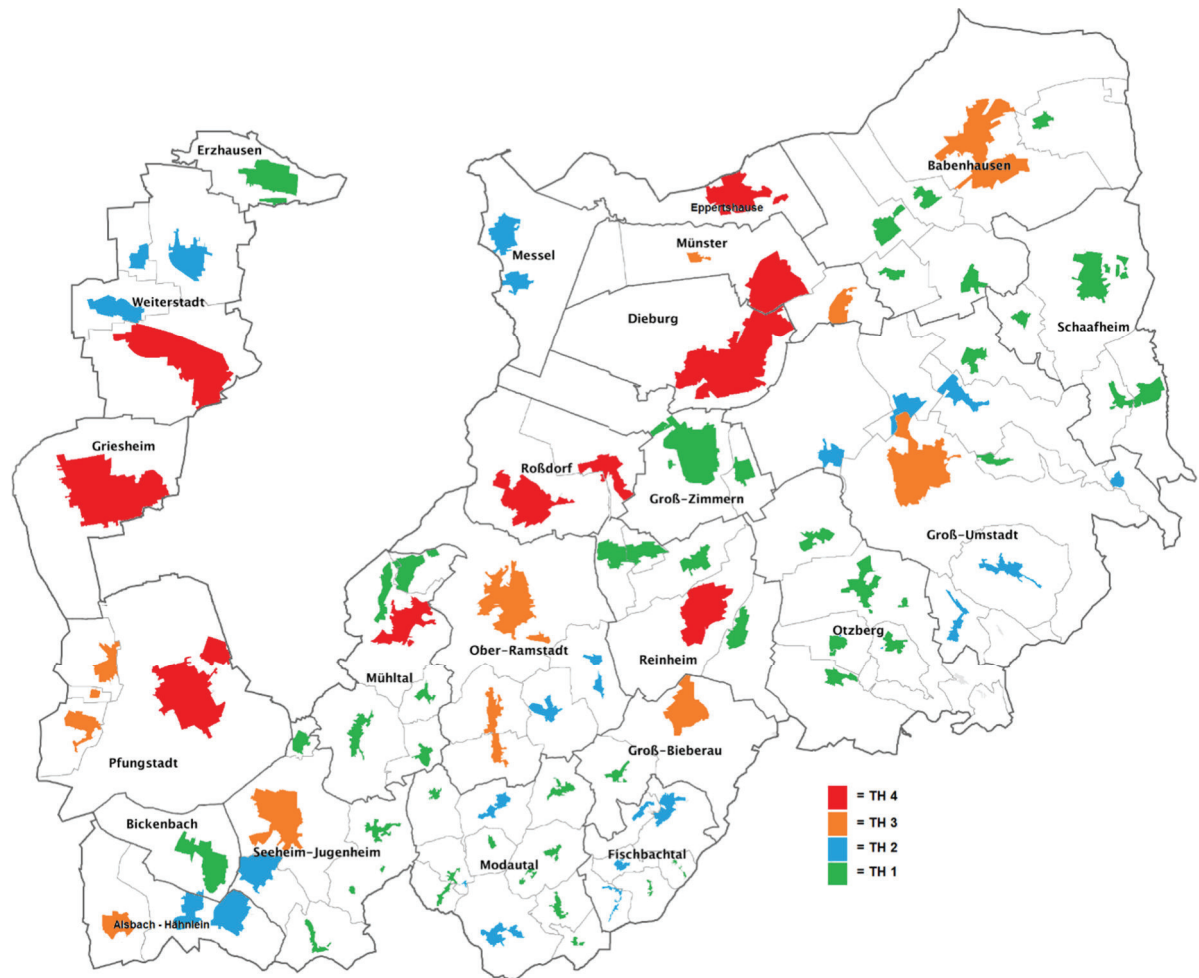 Erzhausen
Babenhausen
Eppertshause
Münster
Messel
Weiterstadt
Dieburg
Schaafheim
Griesheim
Roßdorf
Groß-Zimmern
Groß-Umstadt
Otzberg
Ober-Ramstadt
Reinheim
Mühltal
Groß-Bieberau
Pfungstadt
= TH 4
Bickenbach
= TH 3
Seeheim-Jugenheim
Fischbachtal
= TH 2
Modautal
= TH 1
Alsbach - Hähnlein